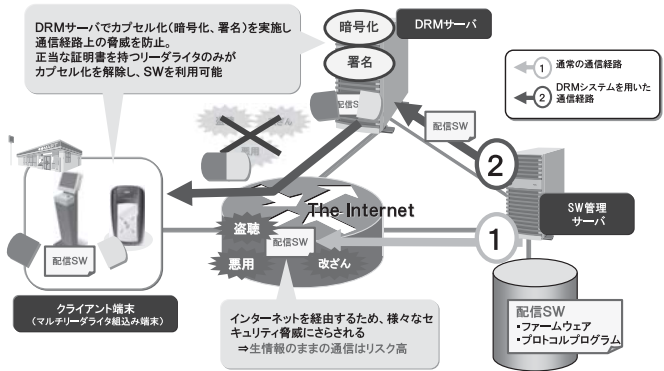 DRMサーバでカプセル化(暗号化、署名)を実施し
通信経路上の脅威を防止。
正当な証明書を持つリーダライタのみが
カプセル化を解除し、SWを利用可能
暗号化
署名
DRMサーバ
配信SW
1 通常の通信経路
2 DRMシステムを用いた
通信経路
配信SW
2
悪用
The Internet
盗聴
配信SW
悪用
改ざん
1
SW管理
サーバ
配信SW
クライアント端末
(マルチリーダライタ組込み端末)
インターネットを経由するため、様々なセ
キュリティ脅威にさらされる
⇒生情報のままの通信はリスク高
配信SW
・ファームウェア
・プロトコルプログラム